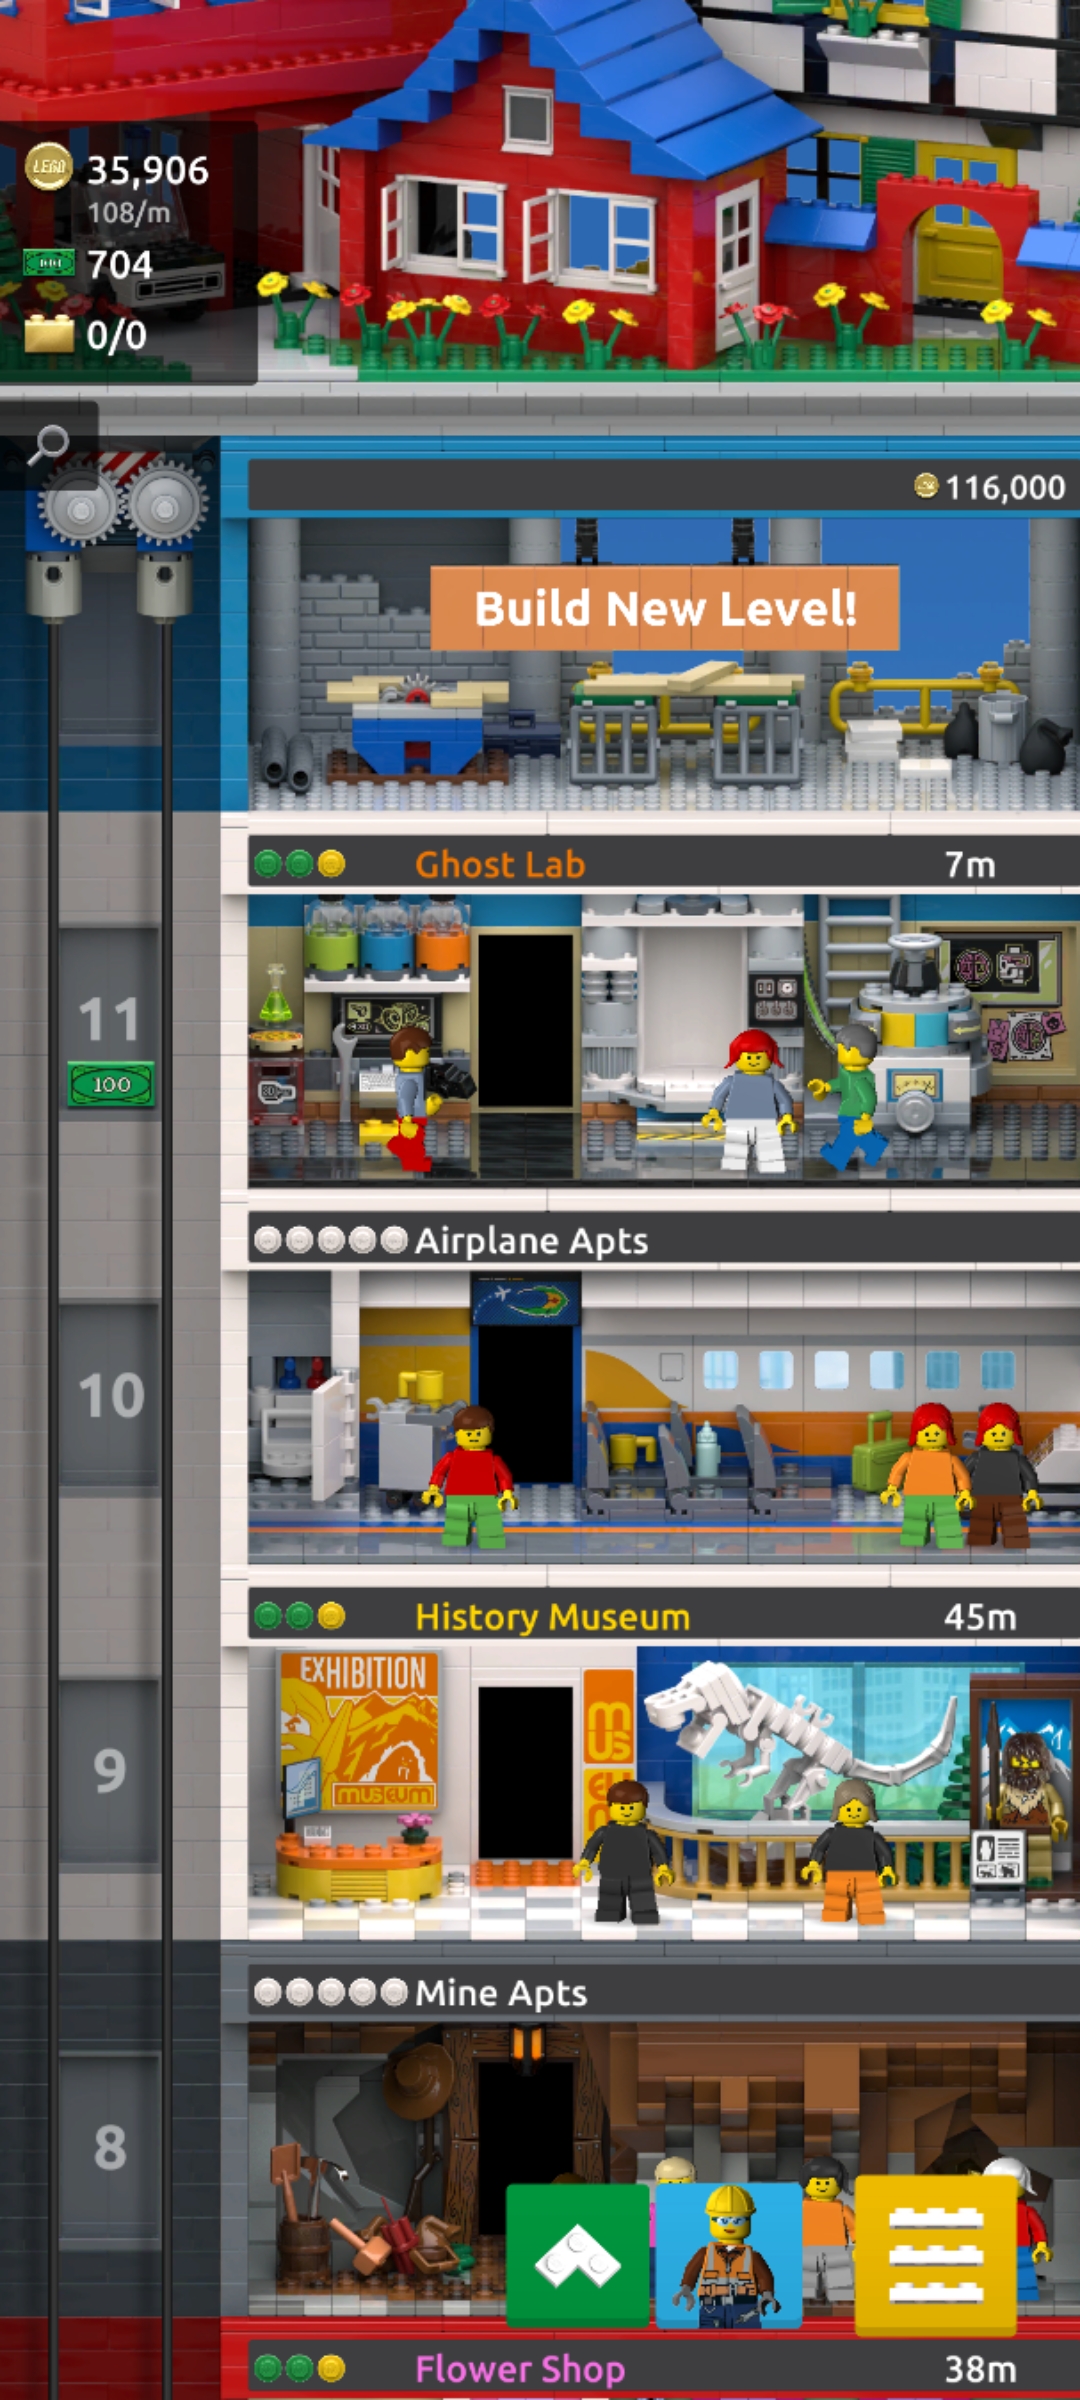 LEGO 35,906
108/m
704
0/0
116,000
Build New Level!
Ghost Lab 7m
11
100
Airplane Apts
10
History Museum 45m
EXHIBITION
MUSEUM
MUS
9
Mine Apts
8
Flower Shop 38m